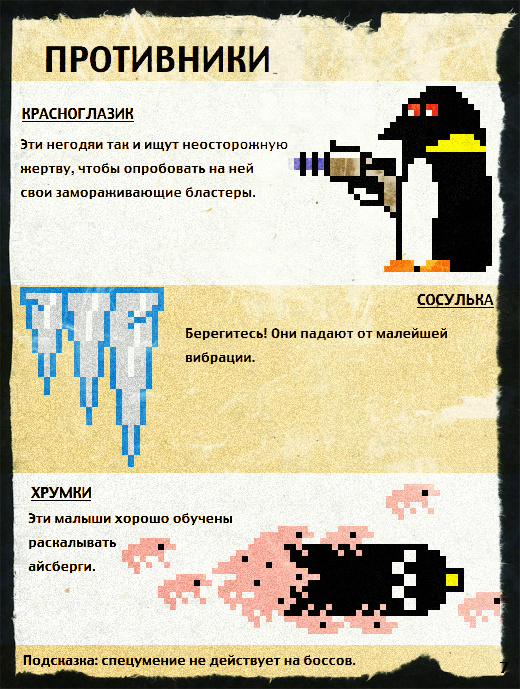 ПРОТИВНИКИ
КРАСНОГЛАЗИК
Эти негодяи так и ищут неосторожную
жертву, чтобы опробовать на ней
свои замораживающие бластеры.
СОСУЛЬКА
Берегитесь! Они падают от малейшей
вибрации.
ХРУМКИ
Эти малыши хорошо обучены
раскалывать
айсберги.
Подсказка: спецумение не действует на боссов.
7